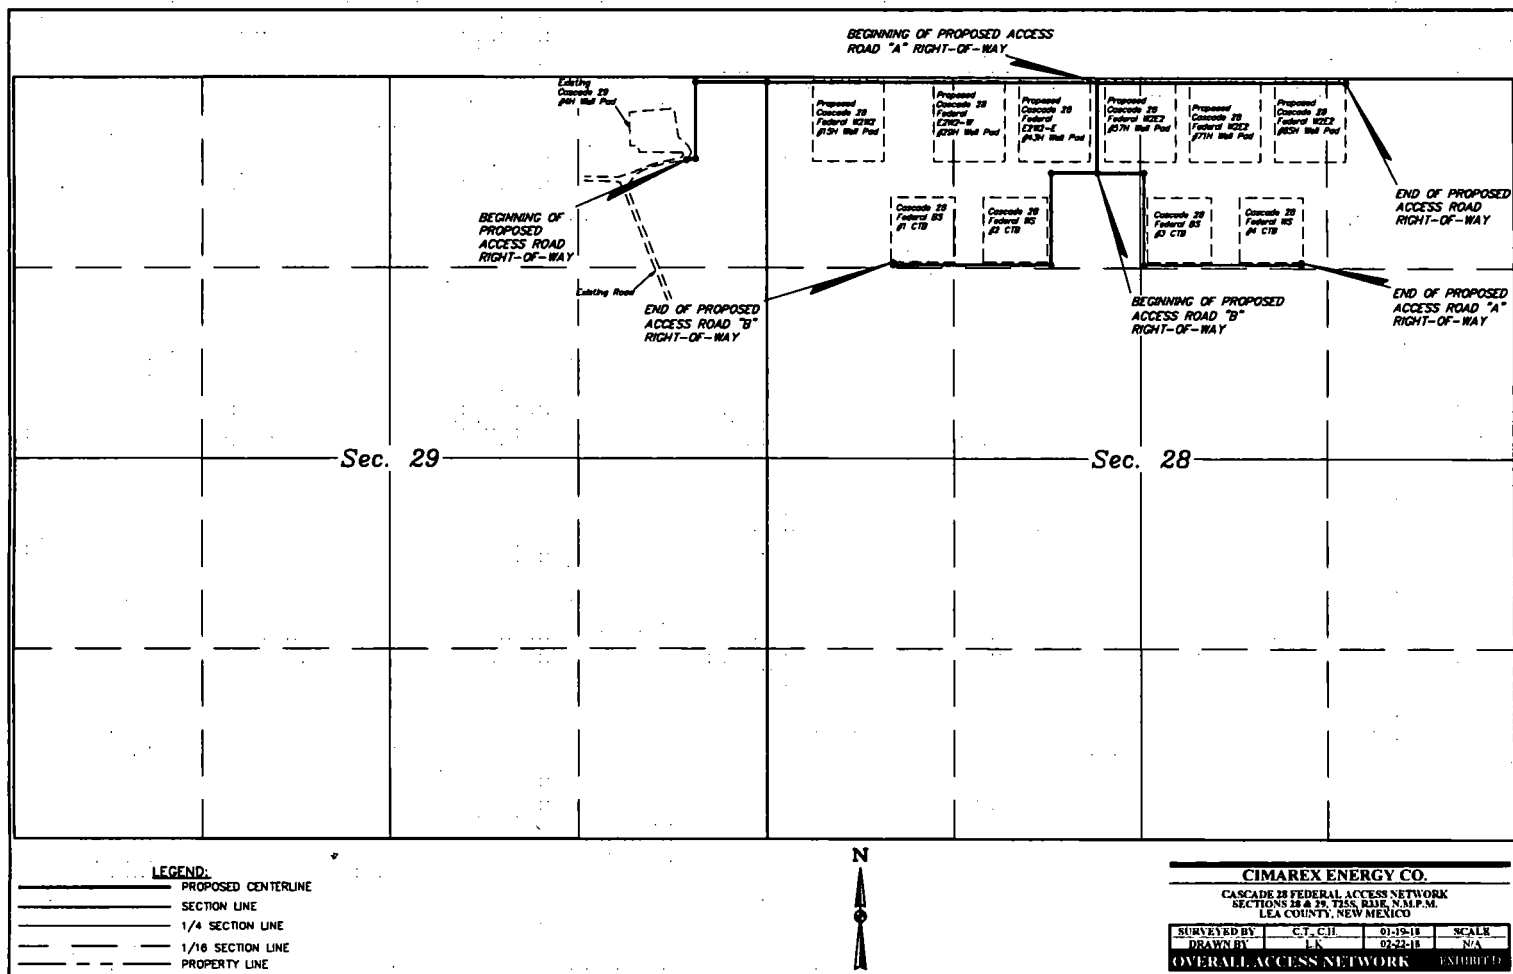 BEGINNING OF PROPOSED ACCESS
ROAD "A" RIGHT-OF-WAY
Existing
Cascade 29
#4H Well Pad
Proposed
Cascade 28
Federal W2W2
#15H Well Pad
Proposed
Cascade 28
Federal
E2W2-W
#29H Well Pad
Proposed
Cascade 28
Federal
E2W2-E
#43H Well Pad
Proposed
Cascade 28
Federal W2E2
#57H Well Pad
Proposed
Cascade 28
Federal W2E2
#71H Well Pad
Proposed
Cascade 28
Federal W2E2
#85H Well Pad
END OF PROPOSED
ACCESS ROAD
RIGHT-OF-WAY
BEGINNING OF
PROPOSED
ACCESS ROAD
RIGHT-OF-WAY
Cascade 28
Federal BS
#1 CTB
Cascade 28
Federal WS
#2 CTB
Cascade 28
Federal BS
#3 CTB
Cascade 28
Federal WS
#4 CTB
Existing Road
END OF PROPOSED
ACCESS ROAD "B"
RIGHT-OF-WAY
BEGINNING OF PROPOSED
ACCESS ROAD "B"
RIGHT-OF-WAY
END OF PROPOSED
ACCESS ROAD "A"
RIGHT-OF-WAY
Sec. 29
Sec. 28
LEGEND:
PROPOSED CENTERLINE
SECTION LINE
1/4 SECTION LINE
1/16 SECTION LINE
PROPERTY LINE
N
CIMAREX ENERGY CO.
CASCADE 28 FEDERAL ACCESS NETWORK
SECTIONS 28 & 29, T25S, R33E, N.M.P.M.
LEA COUNTY, NEW MEXICO
SURVEYED BY C.T., C.H. 01-19-18 SCALE
DRAWN BY L.K. 02-22-18 N/A
OVERALL ACCESS NETWORK EXHIBIT D